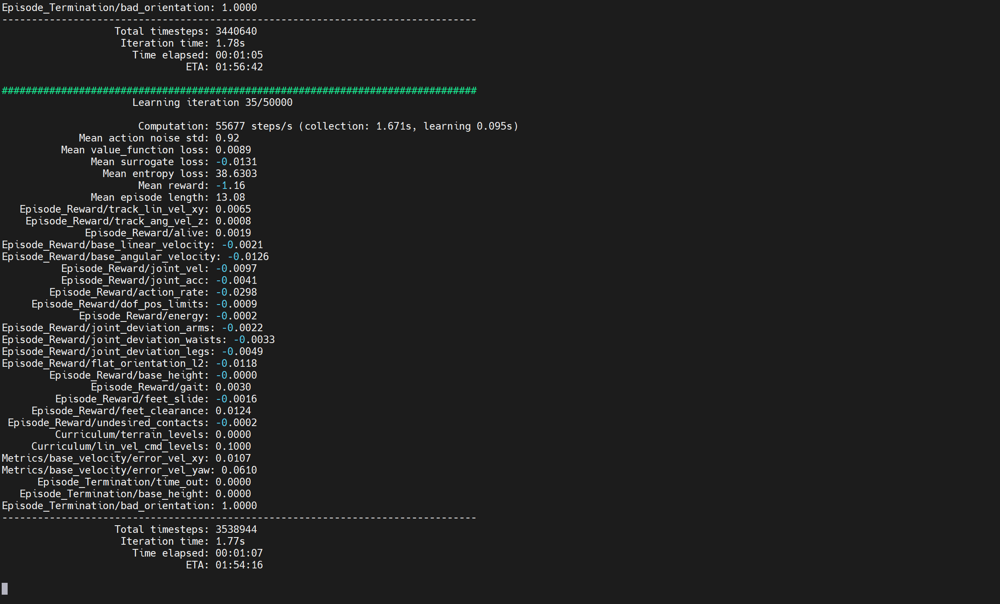 Episode_Termination/bad_orientation: 1.0000
--------------------------------------------------------------------------------
Total timesteps: 3440640
Iteration time: 1.78s
Time elapsed: 00:01:05
ETA: 01:56:42
################################################################################
Learning iteration 35/50000
Computation: 55677 steps/s (collection: 1.671s, learning 0.095s)
Mean action noise std: 0.92
Mean value_function loss: 0.0089
Mean surrogate loss: -0.0131
Mean entropy loss: 38.6303
Mean reward: -1.16
Mean episode length: 13.08
Episode_Reward/track_lin_vel_xy: 0.0065
Episode_Reward/track_ang_vel_z: 0.0008
Episode_Reward/alive: 0.0019
Episode_Reward/base_linear_velocity: -0.0021
Episode_Reward/base_angular_velocity: -0.0126
Episode_Reward/joint_vel: -0.0097
Episode_Reward/joint_acc: -0.0041
Episode_Reward/action_rate: -0.0298
Episode_Reward/dof_pos_limits: -0.0009
Episode_Reward/energy: -0.0002
Episode_Reward/joint_deviation_arms: -0.0022
Episode_Reward/joint_deviation_waists: -0.0033
Episode_Reward/joint_deviation_legs: -0.0049
Episode_Reward/flat_orientation_l2: -0.0118
Episode_Reward/base_height: -0.0000
Episode_Reward/gait: 0.0030
Episode_Reward/feet_slide: -0.0016
Episode_Reward/feet_clearance: 0.0124
Episode_Reward/undesired_contacts: -0.0002
Curriculum/terrain_levels: 0.0000
Curriculum/lin_vel_cmd_levels: 0.1000
Metrics/base_velocity/error_vel_xy: 0.0107
Metrics/base_velocity/error_vel_yaw: 0.0610
Episode_Termination/time_out: 0.0000
Episode_Termination/base_height: 0.0000
Episode_Termination/bad_orientation: 1.0000
--------------------------------------------------------------------------------
Total timesteps: 3538944
Iteration time: 1.77s
Time elapsed: 00:01:07
ETA: 01:54:16